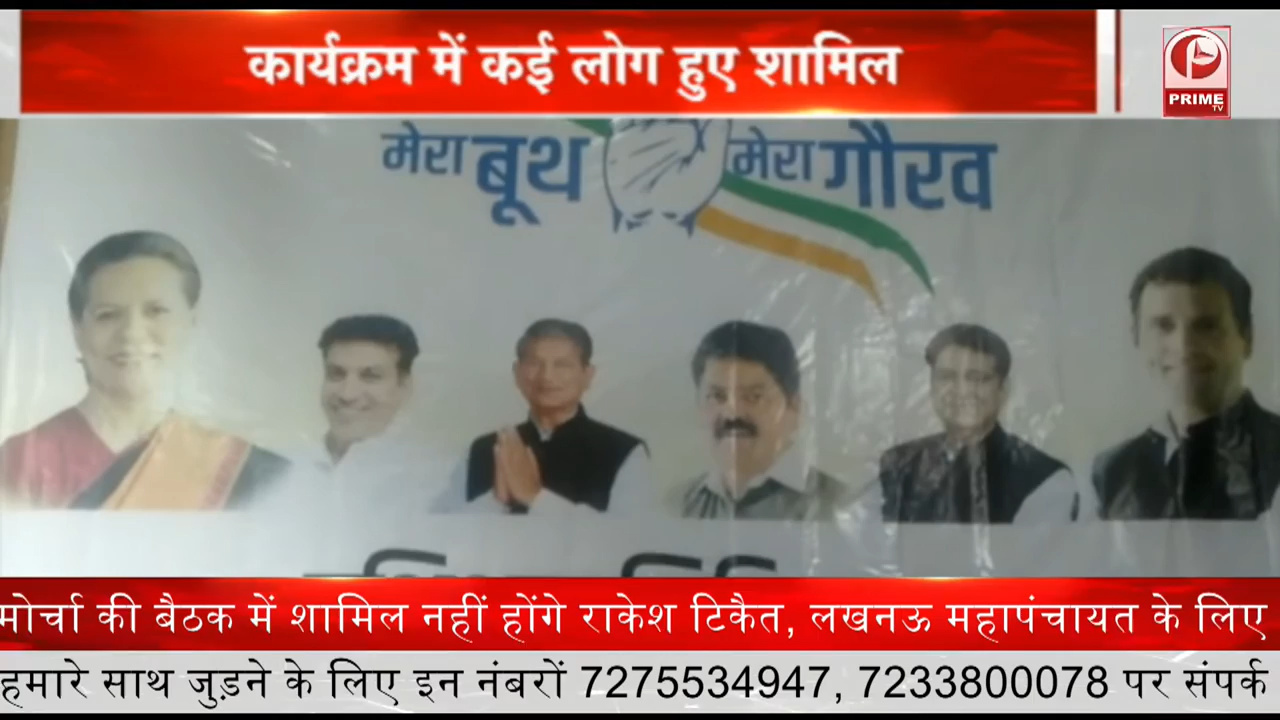 कार्यक्रम में कई लोग हुए शामिल
PRIME
TV
मेरा बूथ मेरा गौरव
मोर्चा की बैठक में शामिल नहीं होंगे राकेश टिकैत, लखनऊ महापंचायत के लिए
हमारे साथ जुड़ने के लिए इन नंबरों 7275534947, 7233800078 पर संपर्क